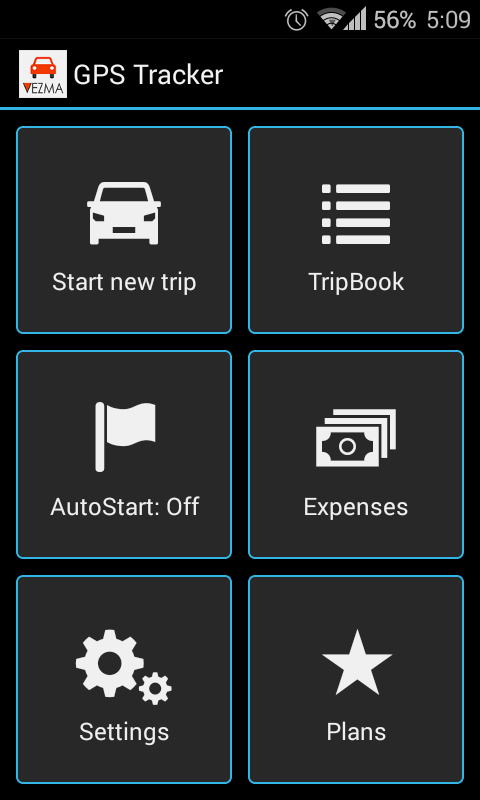 56% 5:09
VEZMA
GPS Tracker
Start new trip
TripBook
AutoStart: Off
Expenses
Settings
Plans